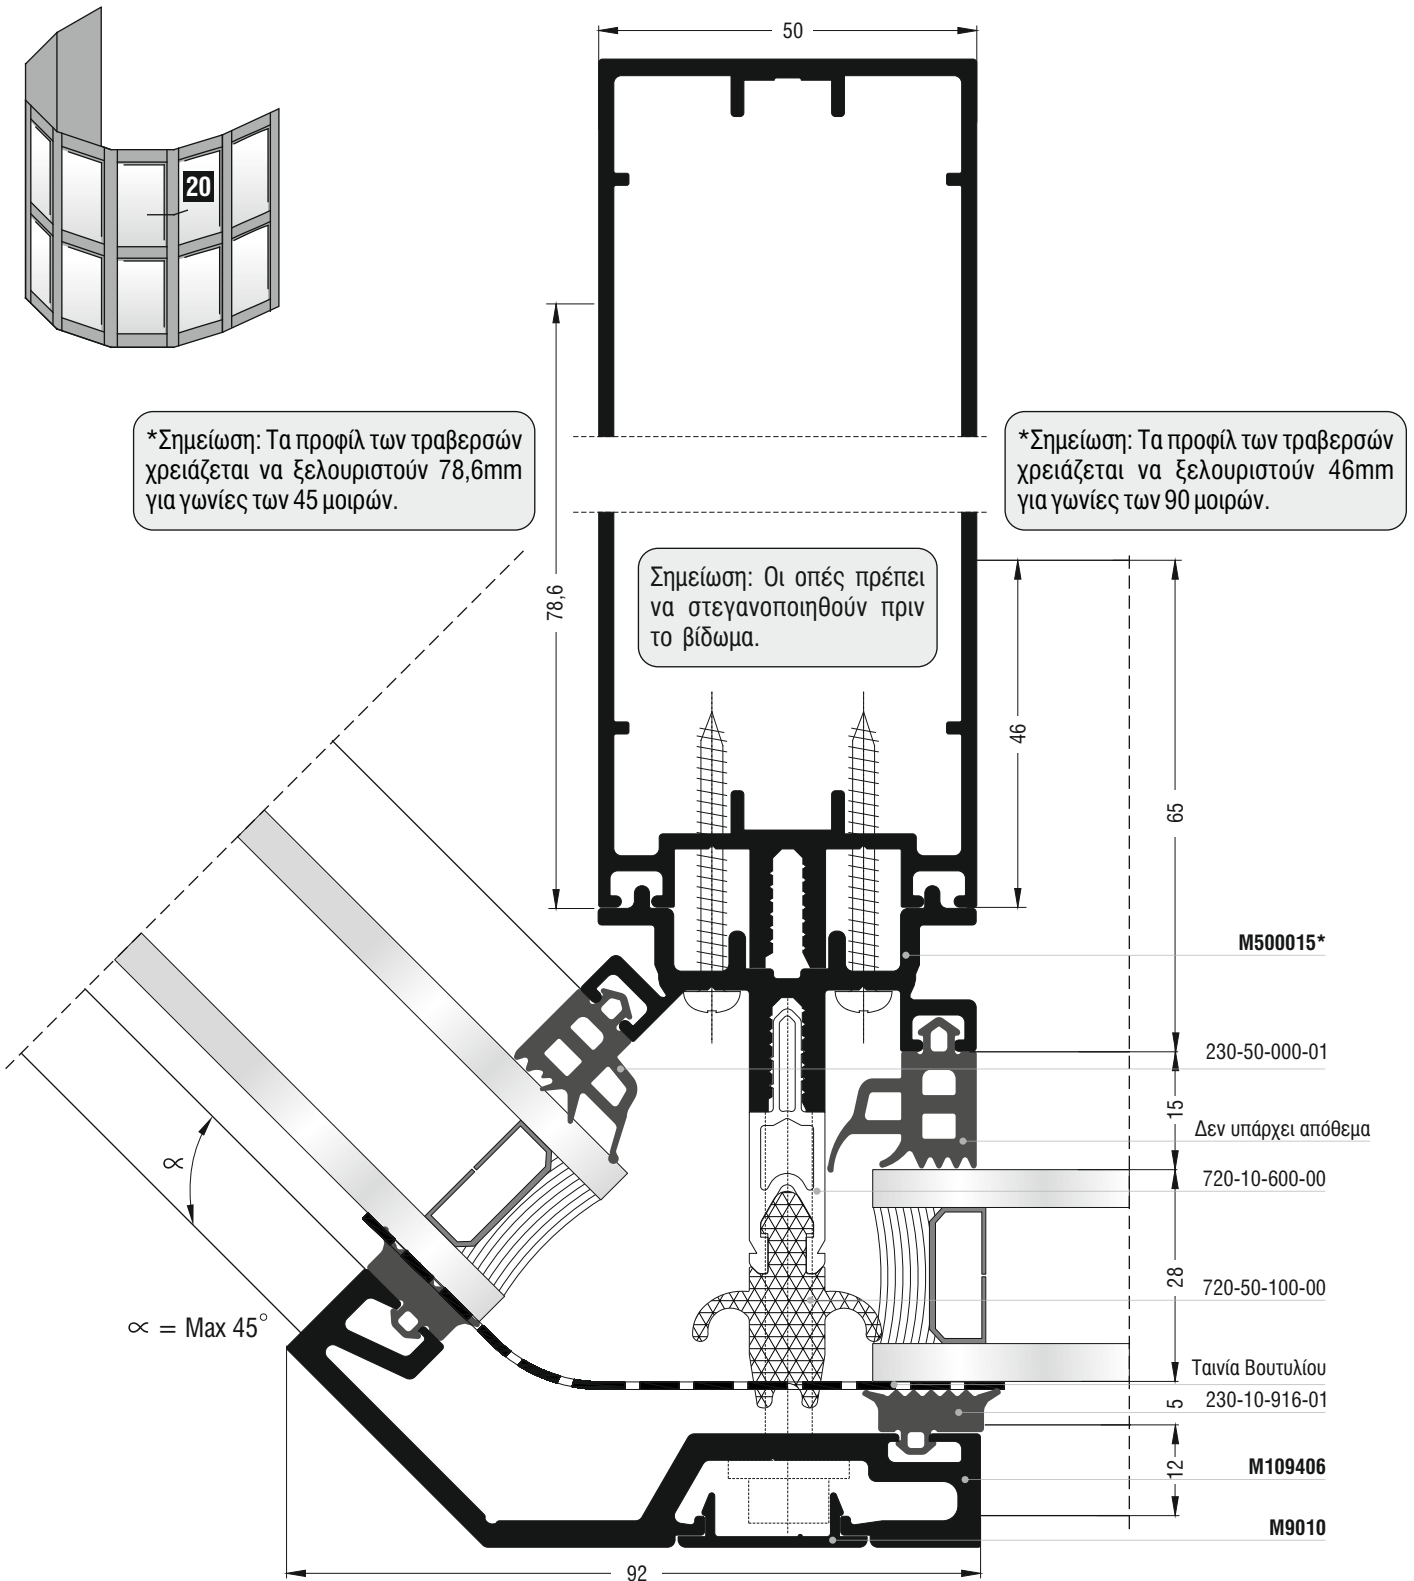 50
20
*Σημείωση: Τα προφίλ των τραβερσών
χρειάζεται να ξελουριστούν 78,6mm
για γωνίες των 45 μοιρών.
*Σημείωση: Τα προφίλ των τραβερσών
χρειάζεται να ξελουριστούν 46mm
για γωνίες των 90 μοιρών.
Σημείωση: Οι οπές πρέπει
να στεγανοποιηθούν πριν
το βίδωμα.
78,6
46
65
M500015*
230-50-000-01
15
Δεν υπάρχει απόθεμα
720-10-600-00
28
720-50-100-00
∝
∝ = Max 45°
Ταινία Βουτυλίου
5
230-10-916-01
12
M109406
M9010
92